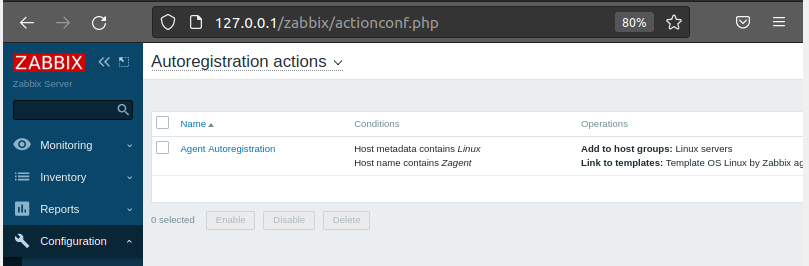 127.0.0.1/zabbix/actionconf.php
80%
ZABBIX
Zabbix Server
Autoregistration actions
Name
Conditions
Operations
Agent Autoregistration
Host metadata contains Linux
Host name contains Zagent
Add to host groups: Linux servers
Link to templates: Template OS Linux by Zabbix ag
Monitoring
Inventory
Reports
Configuration
0 selected
Enable
Disable
Delete